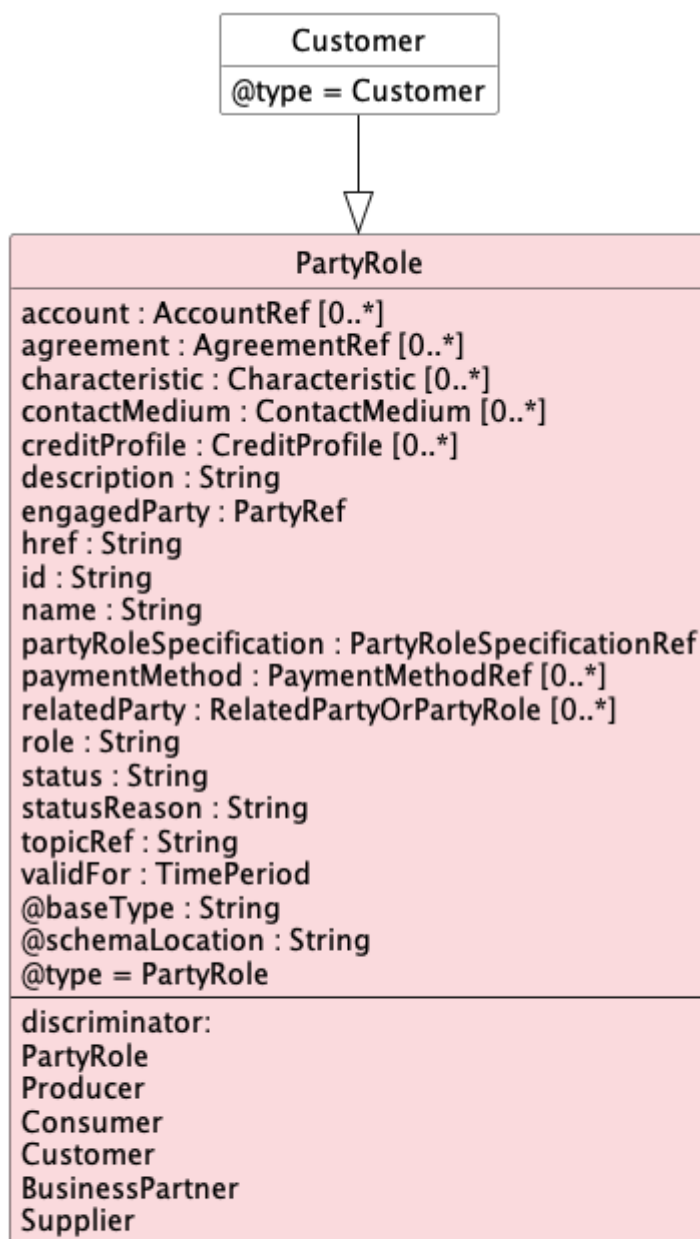 Customer
@type = Customer
PartyRole
account : AccountRef [0..*]
agreement : AgreementRef [0..*]
characteristic : Characteristic [0..*]
contactMedium : ContactMedium [0..*]
creditProfile : CreditProfile [0..*]
description : String
engagedParty : PartyRef
href : String
id : String
name : String
partyRoleSpecification : PartyRoleSpecificationRef
paymentMethod : PaymentMethodRef [0..*]
relatedParty : RelatedPartyOrPartyRole [0..*]
role : String
status : String
statusReason : String
topicRef : String
validFor : TimePeriod
@baseType : String
@schemaLocation : String
@type = PartyRole
discriminator:
PartyRole
Producer
Consumer
Customer
BusinessPartner
Supplier